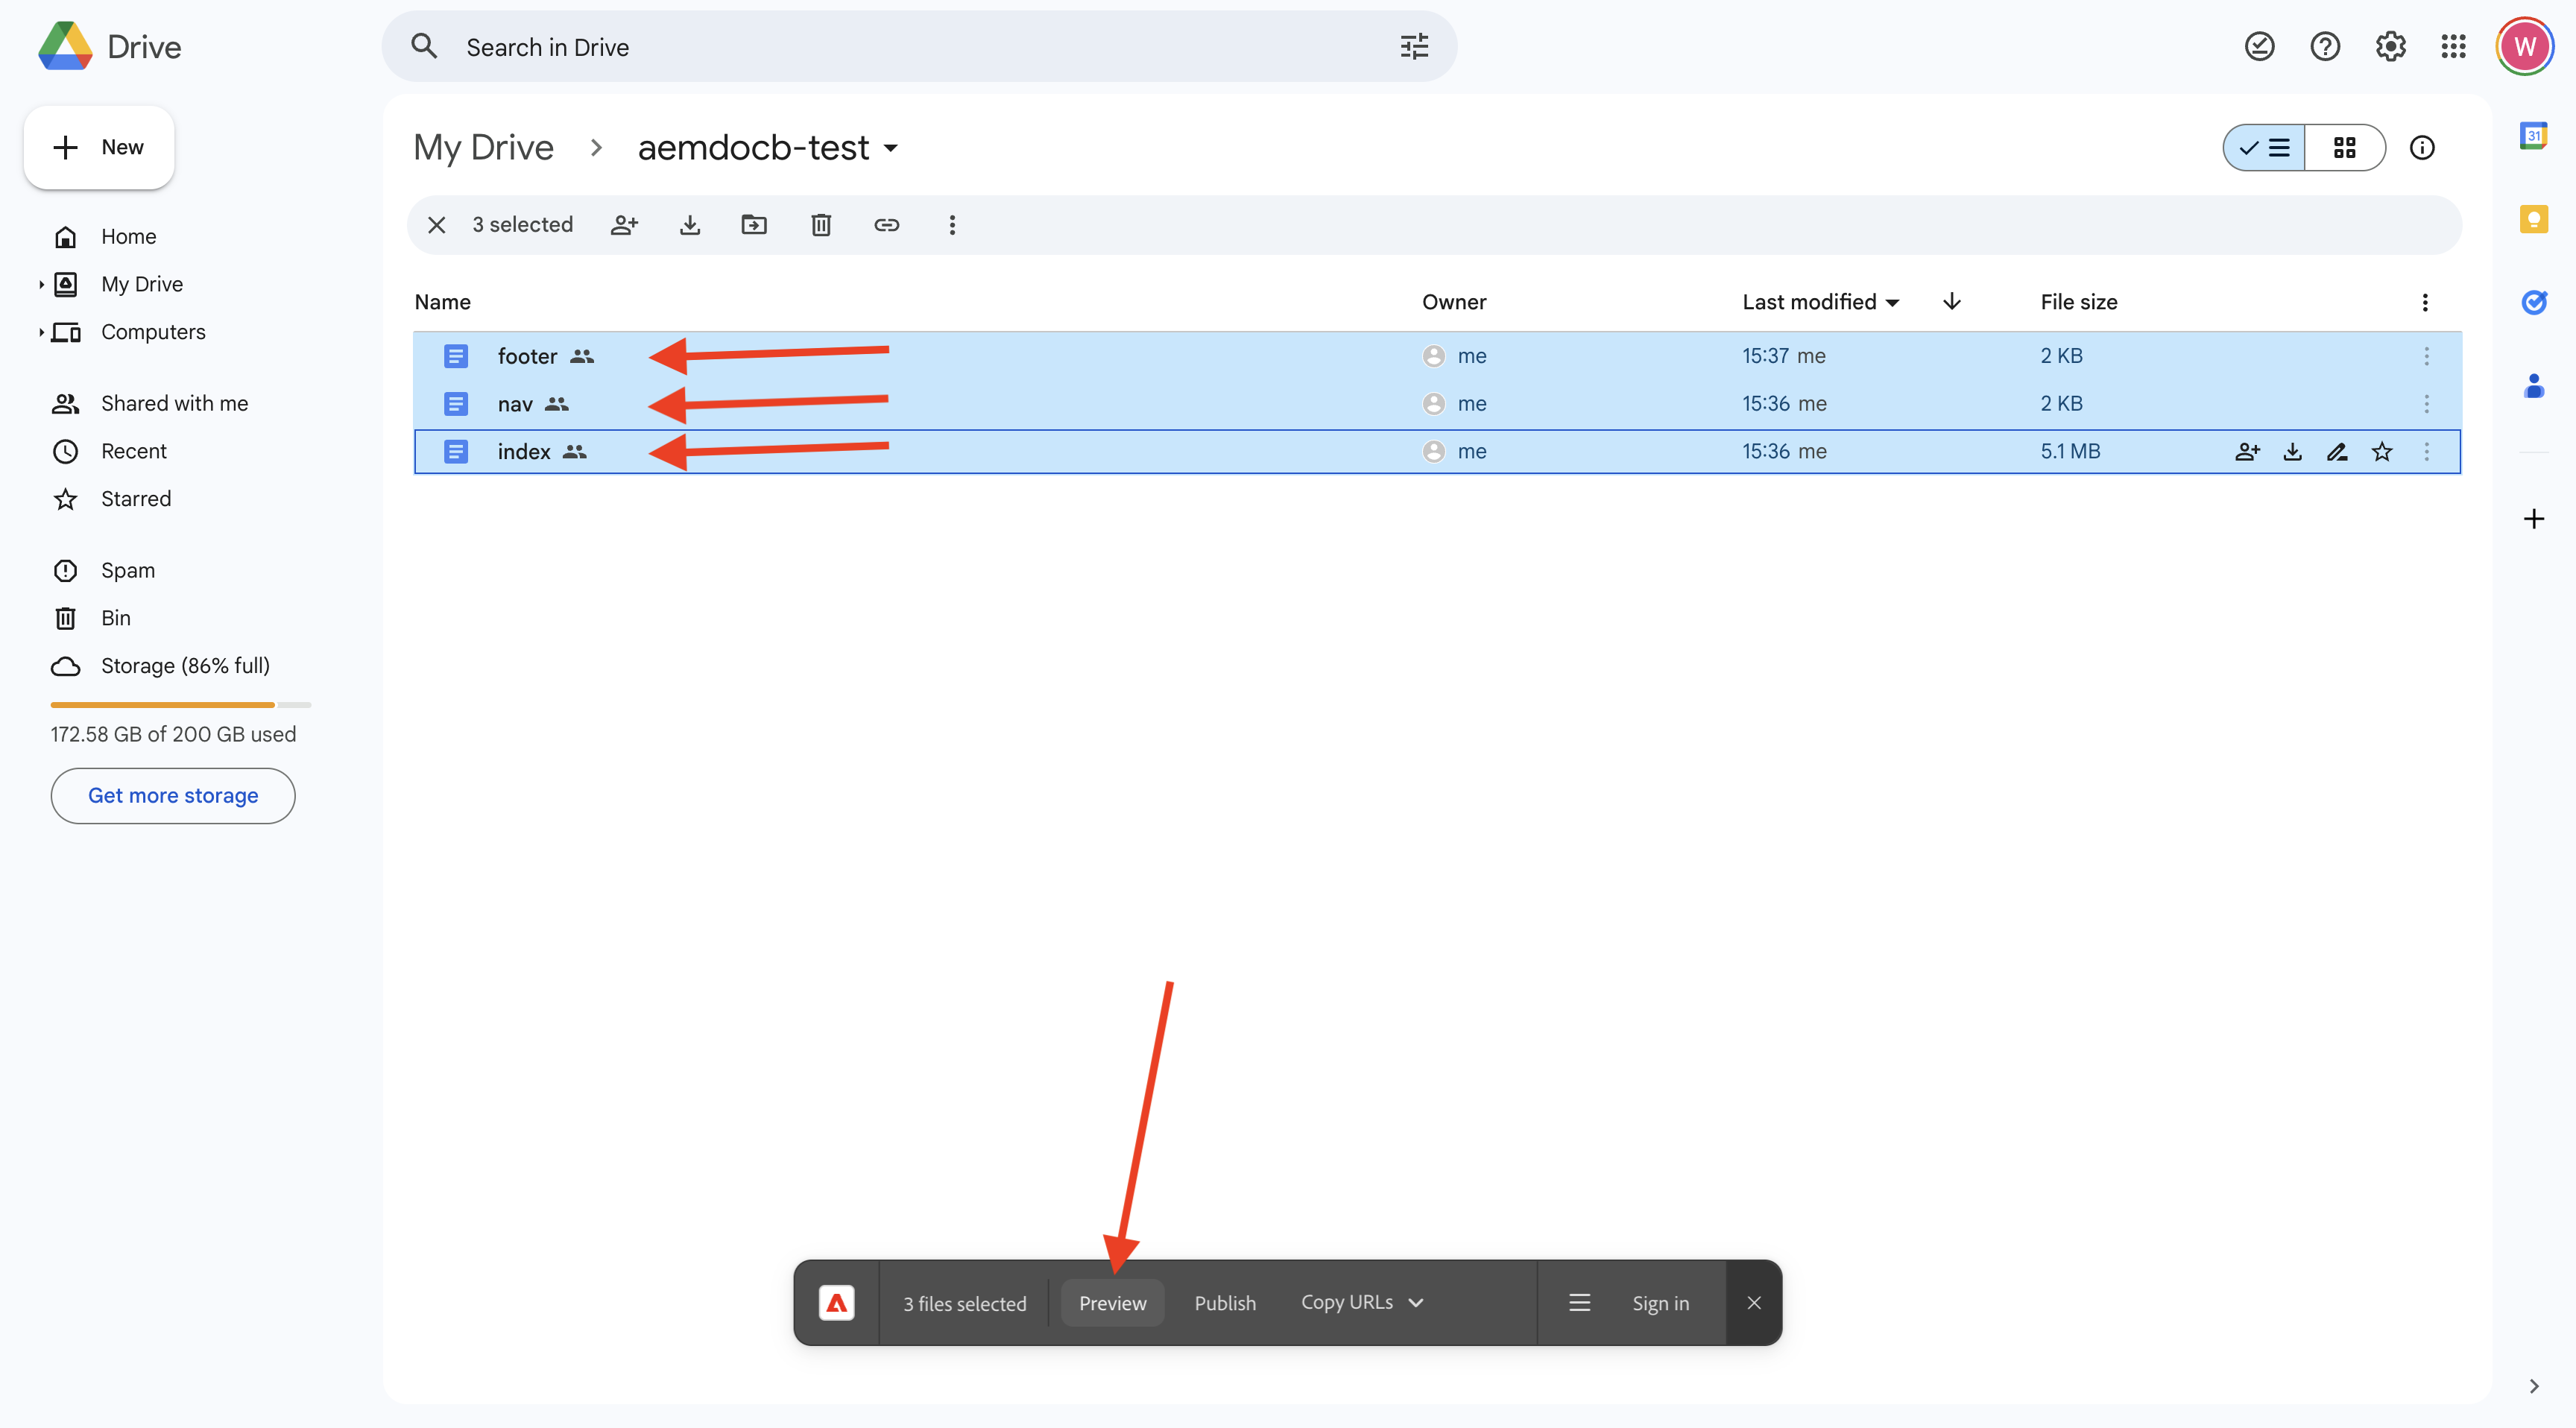 Drive
Search in Drive
W
New
My Drive
aemdocb-test
31
3 selected
Home
My Drive
Computers
Shared with me
Recent
Starred
Spam
Bin
Storage (86% full)
172.58 GB of 200 GB used
Get more storage
Name Owner Last modified File size
footer me 15:37 me 2 KB
nav me 15:36 me 2 KB
index me 15:36 me 5.1 MB
3 files selected Preview Publish Copy URLs Sign in